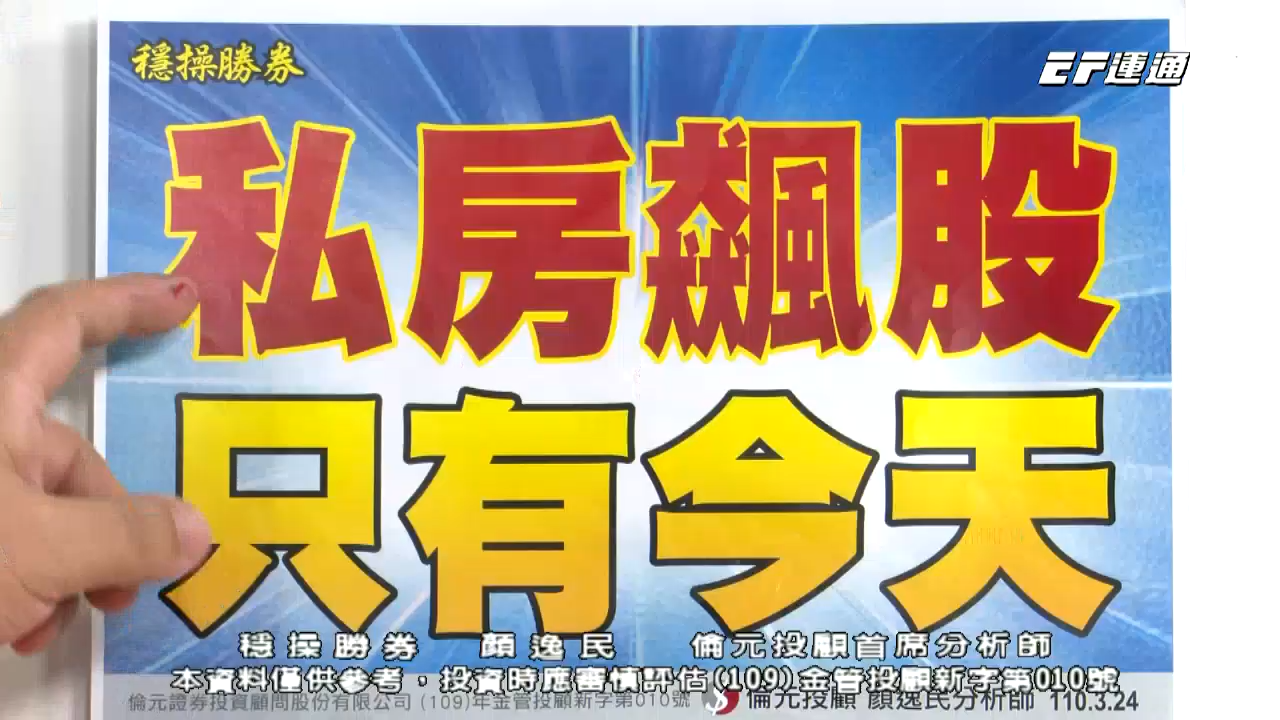 穩操勝券
EF運通
私房飆股
只有今天
穩操勝券 顏逸民 倫元投顧首席分析師
本資料僅供參考，投資時應審慎評估(109)金管投顧新字第010號
倫元證券投資顧問股份有限公司 (109)年金管投顧新字第010號 倫元投顧 顏逸民分析師 110.3.24